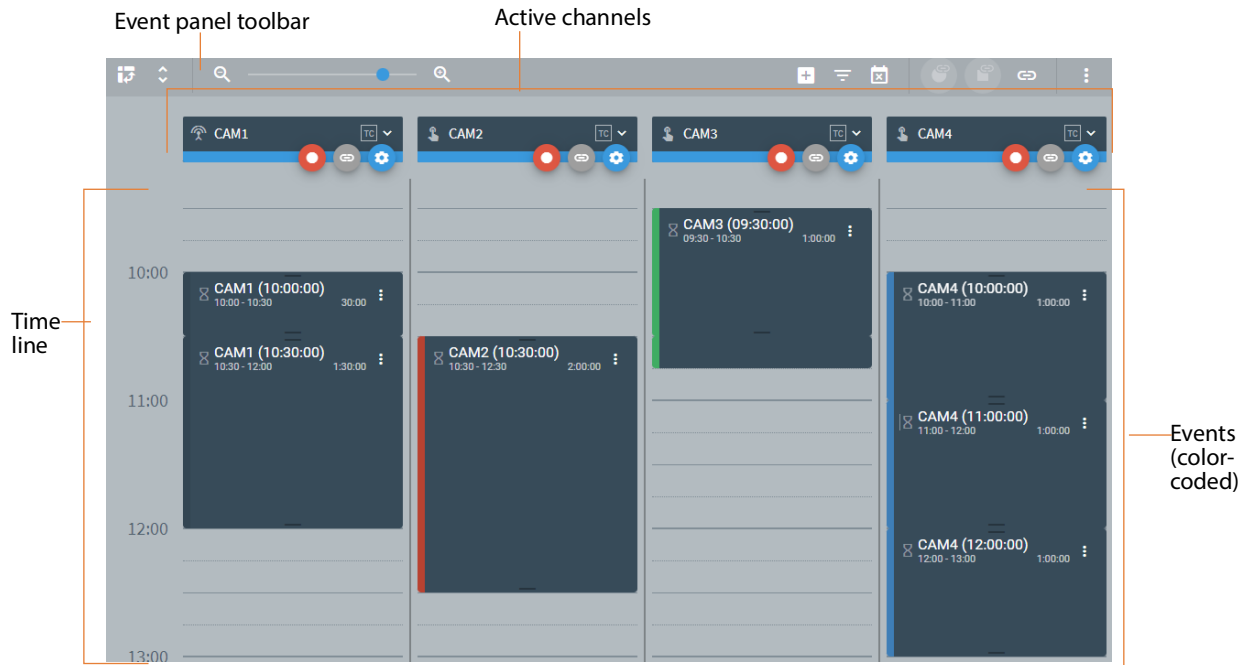 Event panel toolbar
Active channels
CAM1 TC
CAM2 TC
CAM3 TC
CAM4 TC
CAM3 (09:30:00)
09:30 - 10:30 1:00:00
10:00
CAM1 (10:00:00)
10:00 - 10:30 30:00
CAM4 (10:00:00)
10:00 - 11:00 1:00:00
Time
line
CAM1 (10:30:00)
10:30 - 12:00 1:30:00
CAM2 (10:30:00)
10:30 - 12:30 2:00:00
11:00
CAM4 (11:00:00)
11:00 - 12:00 1:00:00
Events
(color-
coded)
12:00
CAM4 (12:00:00)
12:00 - 13:00 1:00:00
13:00